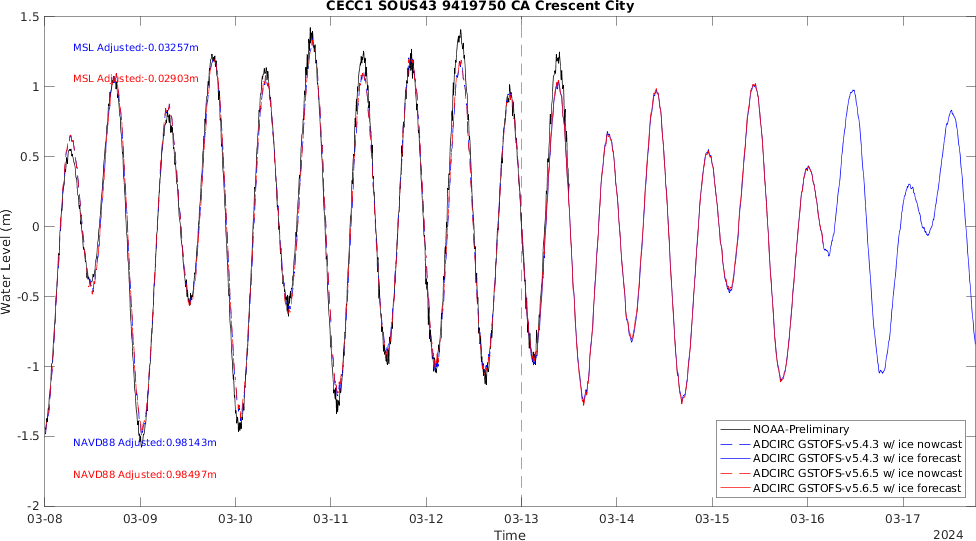 CECC1 SOUS43 9419750 CA Crescent City
1.5
1
0.5
0
-0.5
-1
-1.5
-2
Water Level (m)
MSL Adjusted:-0.03257m
MSL Adjusted:-0.02903m
NAVD88 Adjusted:0.98143m
NAVD88 Adjusted:0.98497m
NOAA-Preliminary
ADCIRC GSTOFS-v5.4.3 w/ ice nowcast
ADCIRC GSTOFS-v5.4.3 w/ ice forecast
ADCIRC GSTOFS-v5.6.5 w/ ice nowcast
ADCIRC GSTOFS-v5.6.5 w/ ice forecast
03-08 03-09 03-10 03-11 03-12 03-13 03-14 03-15 03-16 03-17
Time
2024